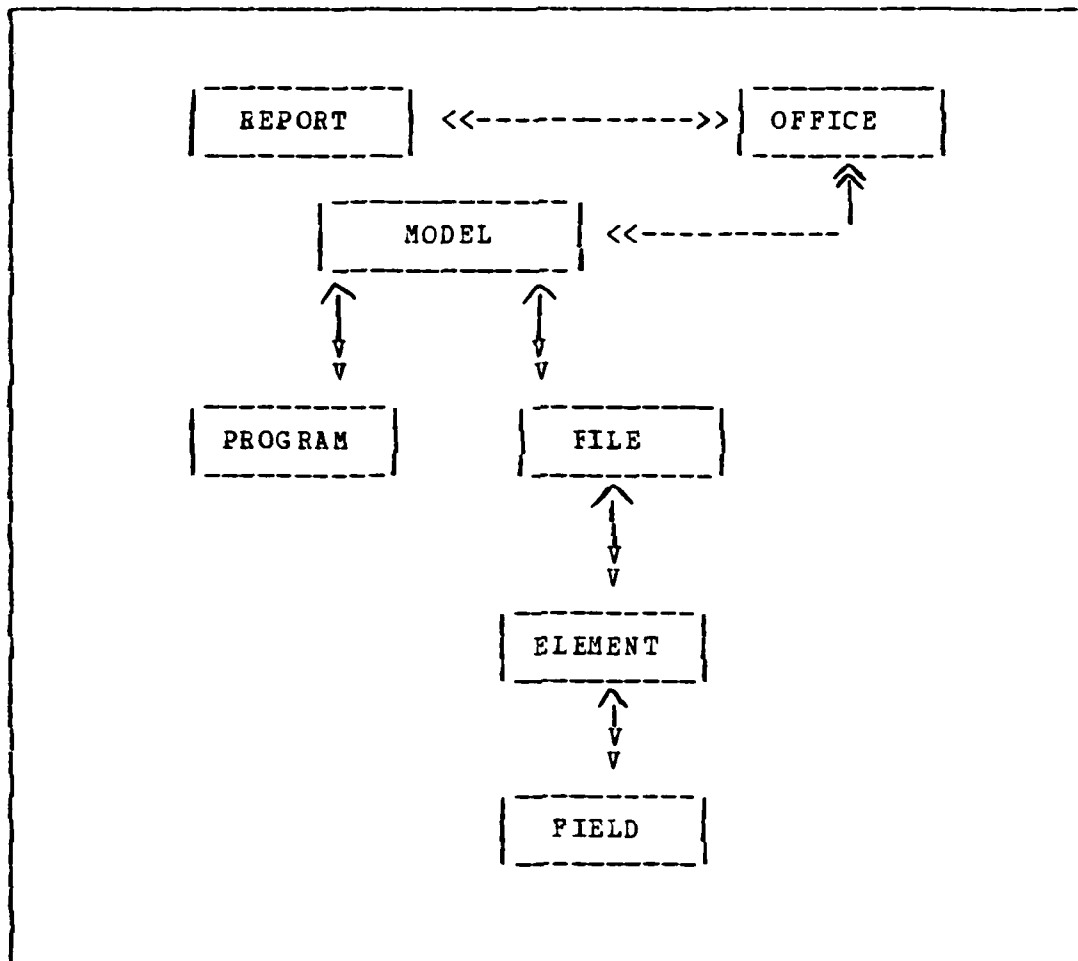 REPORT <<----------->> OFFICE
MODEL <<----------
PROGRAM FILE
ELEMENT
FIELD